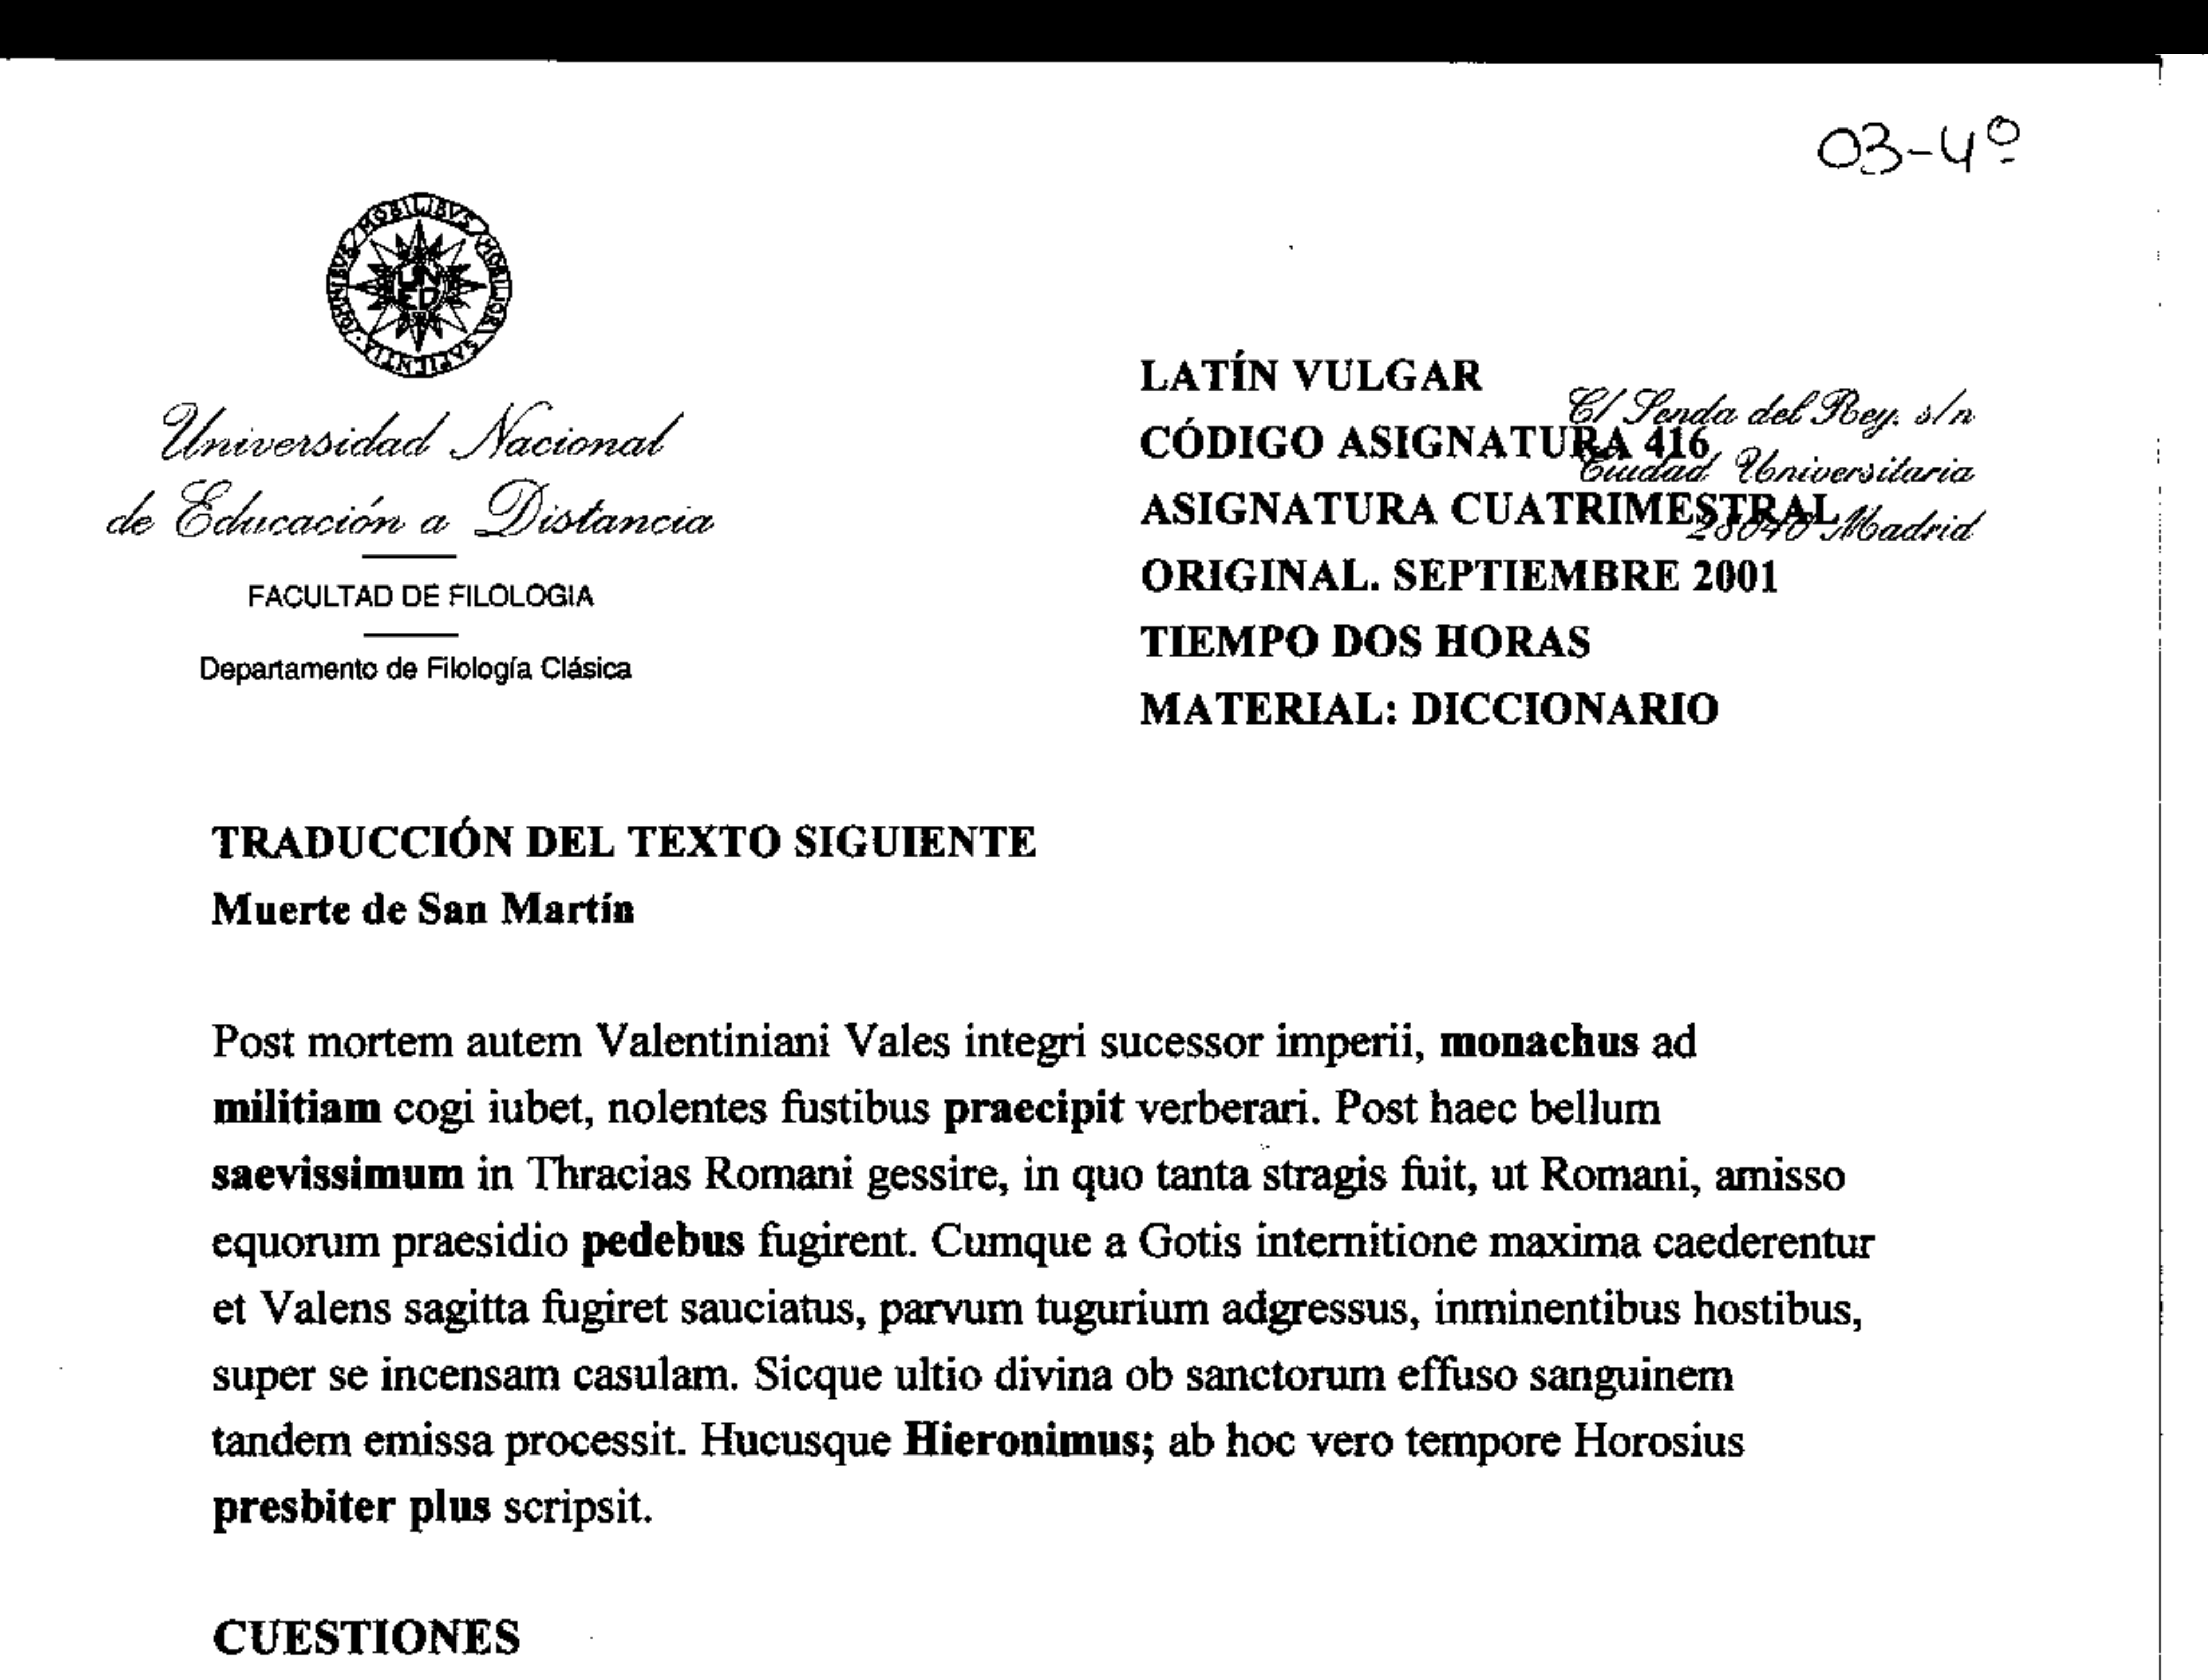 03-4º
OMNIBUS MOBILIBUS MOBILIOR SAPIENTIA
UNED
Universidad Nacional
de Educación a Distancia
FACULTAD DE FILOLOGIA
Departamento de Filología Clásica
LATÍN VULGAR
C/ Senda del Rey, s/n
CÓDIGO ASIGNATURA 416
Ciudad Universitaria
ASIGNATURA CUATRIMESTRAL
28040 Madrid
ORIGINAL. SEPTIEMBRE 2001
TIEMPO DOS HORAS
MATERIAL: DICCIONARIO
TRADUCCIÓN DEL TEXTO SIGUIENTE
Muerte de San Martín
Post mortem autem Valentiniani Vales integri sucessor imperii, monachus ad
militiam cogi iubet, nolentes fustibus praecipit verberari. Post haec bellum
saevissimum in Thracias Romani gessire, in quo tanta stragis fuit, ut Romani, amisso
equorum praesidio pedebus fugirent. Cumque a Gotis internitione maxima caederentur
et Valens sagitta fugiret sauciatus, parvum tugurium adgressus, inminentibus hostibus,
super se incensam casulam. Sicque ultio divina ob sanctorum effuso sanguinem
tandem emissa processit. Hucusque Hieronimus; ab hoc vero tempore Horosius
presbiter plus scripsit.
CUESTIONES